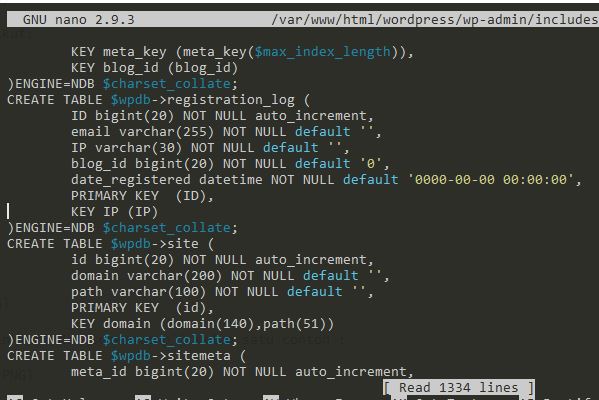 GNU nano 2.9.3 /var/www/html/wordpress/wp-admin/includes
KEY meta_key (meta_key($max_index_length)),
KEY blog_id (blog_id)
)ENGINE=NDB $charset_collate;
CREATE TABLE $wpdb->registration_log (
ID bigint(20) NOT NULL auto_increment,
email varchar(255) NOT NULL default '',
IP varchar(30) NOT NULL default '',
blog_id bigint(20) NOT NULL default '0',
date_registered datetime NOT NULL default '0000-00-00 00:00:00',
PRIMARY KEY  (ID),
KEY IP (IP)
)ENGINE=NDB $charset_collate;
CREATE TABLE $wpdb->site (
id bigint(20) NOT NULL auto_increment,
domain varchar(200) NOT NULL default '',
path varchar(100) NOT NULL default '',
PRIMARY KEY  (id),
KEY domain (domain(140),path(51))
)ENGINE=NDB $charset_collate;
CREATE TABLE $wpdb->sitemeta (
meta_id bigint(20) NOT NULL auto_increment,
[ Read 1334 lines ]